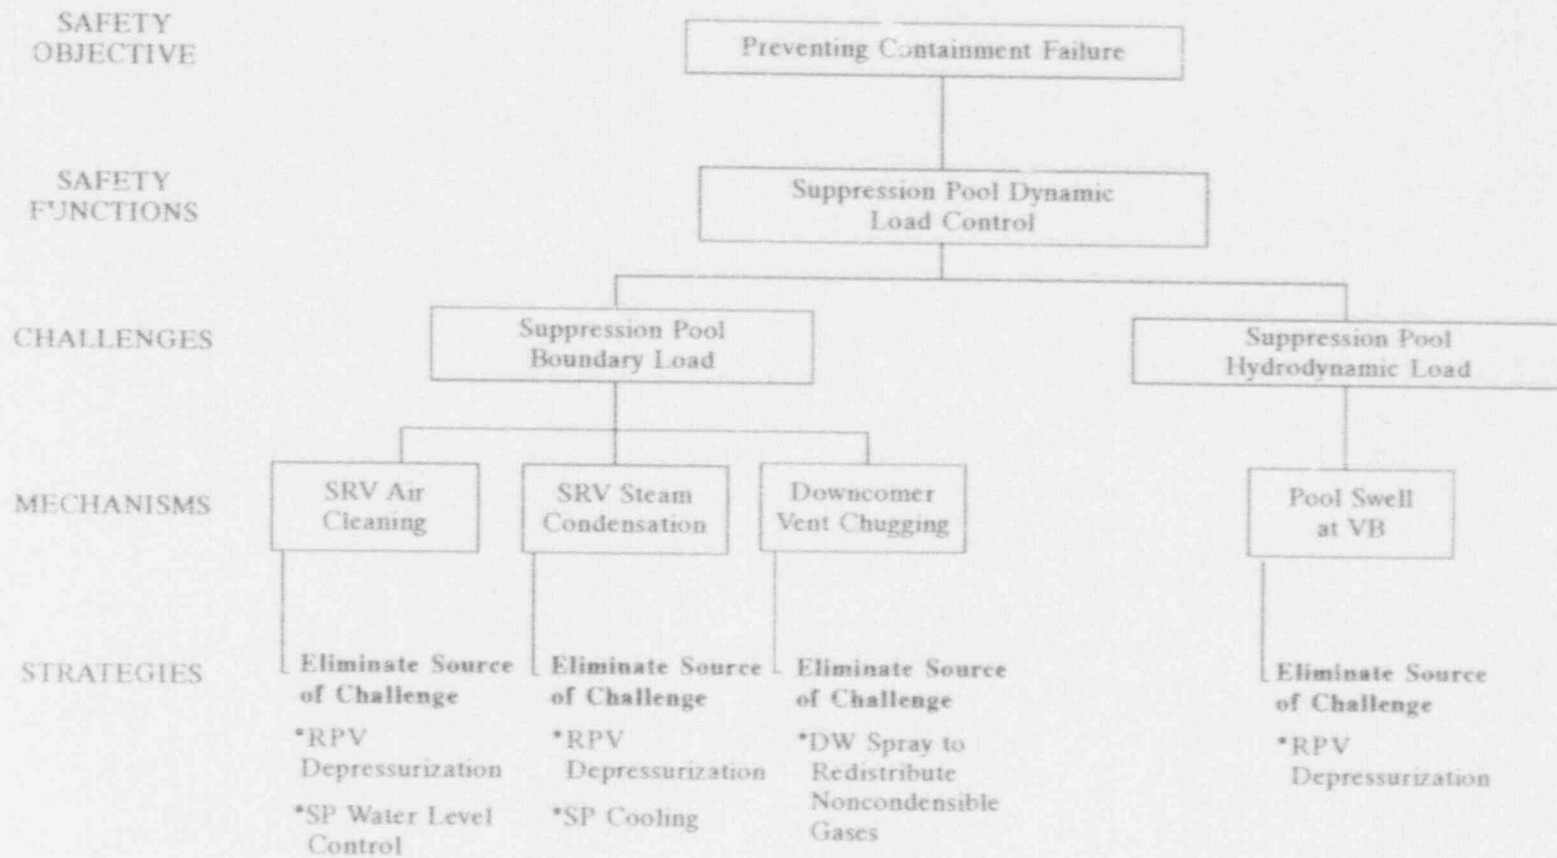 SAFETY
OBJECTIVE
Preventing Containment Failure
SAFETY
FUNCTIONS
Suppression Pool Dynamic
Load Control
CHALLENGES
Suppression Pool
Boundary Load
Suppression Pool
Hydrodynamic Load
MECHANISMS
SRV Air
Cleaning
SRV Steam
Condensation
Downcomer
Vent Chugging
Pool Swell
at VB
STRATEGIES
Eliminate Source
of Challenge
*RPV
Depressurization
*SP Water Level
Control
Eliminate Source
of Challenge
*RPV
Depressurization
*SP Cooling
Eliminate Source
of Challenge
*DW Spray to
Redistribute
Noncondensible
Gases
Eliminate Source
of Challenge
*RPV
Depressurization